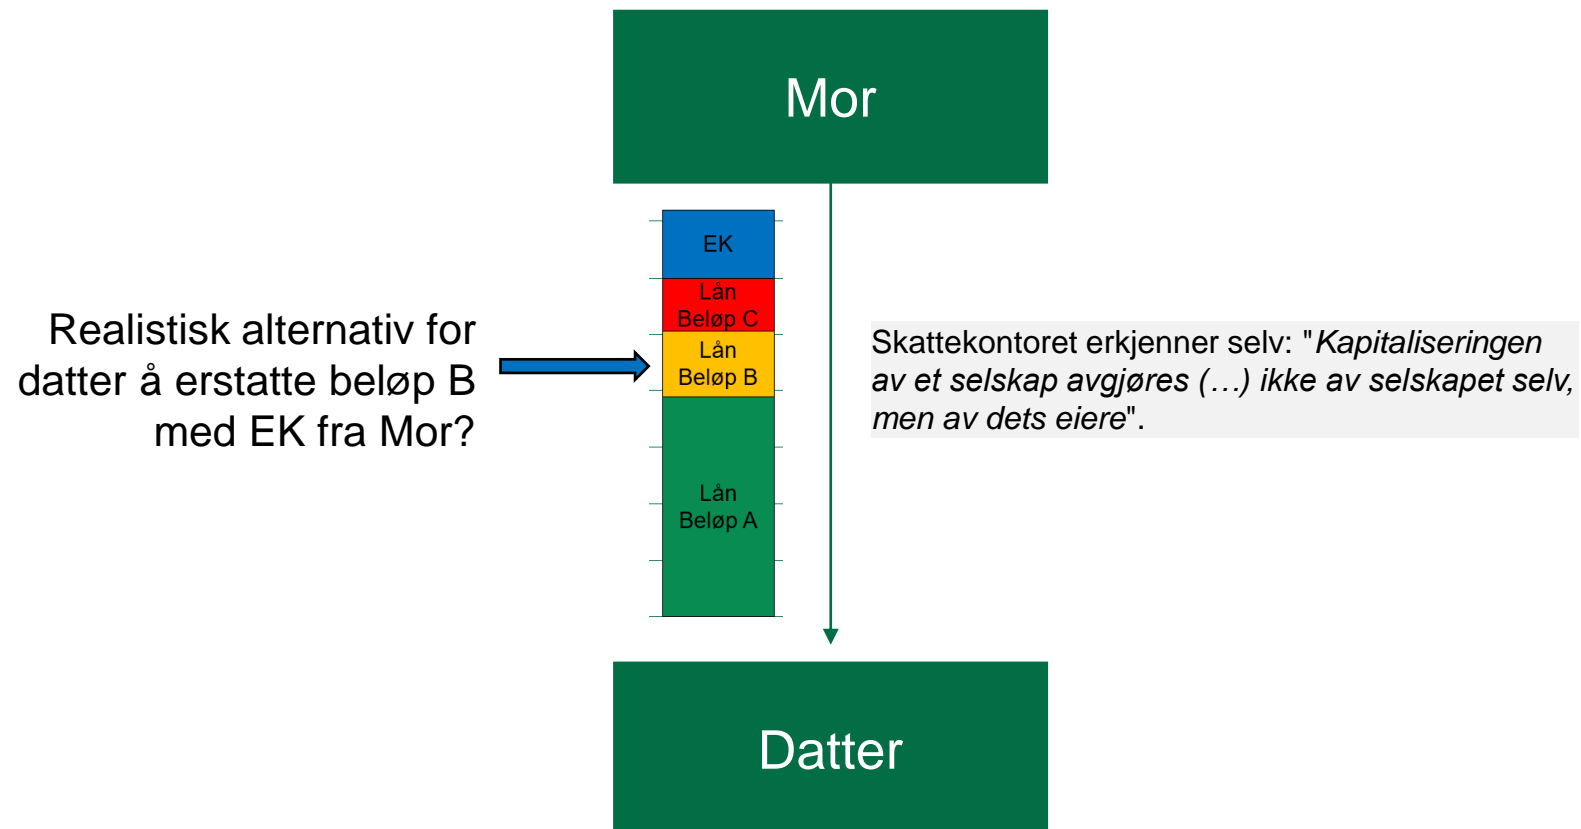 Mor
EK
Lån
Beløp C
Lån
Beløp B
Lån
Beløp A
Realistisk alternativ for
datter å erstatte beløp B
med EK fra Mor?
Skattekontoret erkjenner selv: "Kapitaliseringen
av et selskap avgjøres (…) ikke av selskapet selv,
men av dets eiere".
Datter